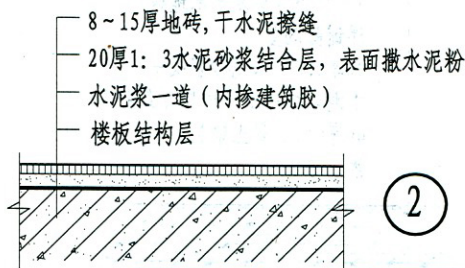 8~15厚地砖,干水泥擦缝
20厚1:3水泥砂浆结合层,表面撒水泥粉
水泥浆一道(内掺建筑胶)
楼板结构层
2